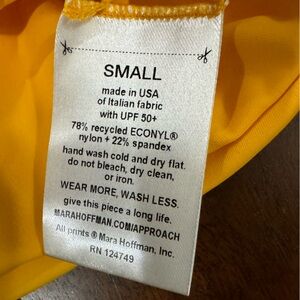 SMALL
made in USA
of Italian fabric
with UPF 50+
78% recycled ECONYL®
nylon + 22% spandex
hand wash cold and dry flat.
do not bleach, dry clean,
or iron.
WEAR MORE, WASH LESS.
give this piece a long life.
MARAHOFFMAN.COM/APPROACH
All prints ® Mara Hoffman, Inc.
RN 124749